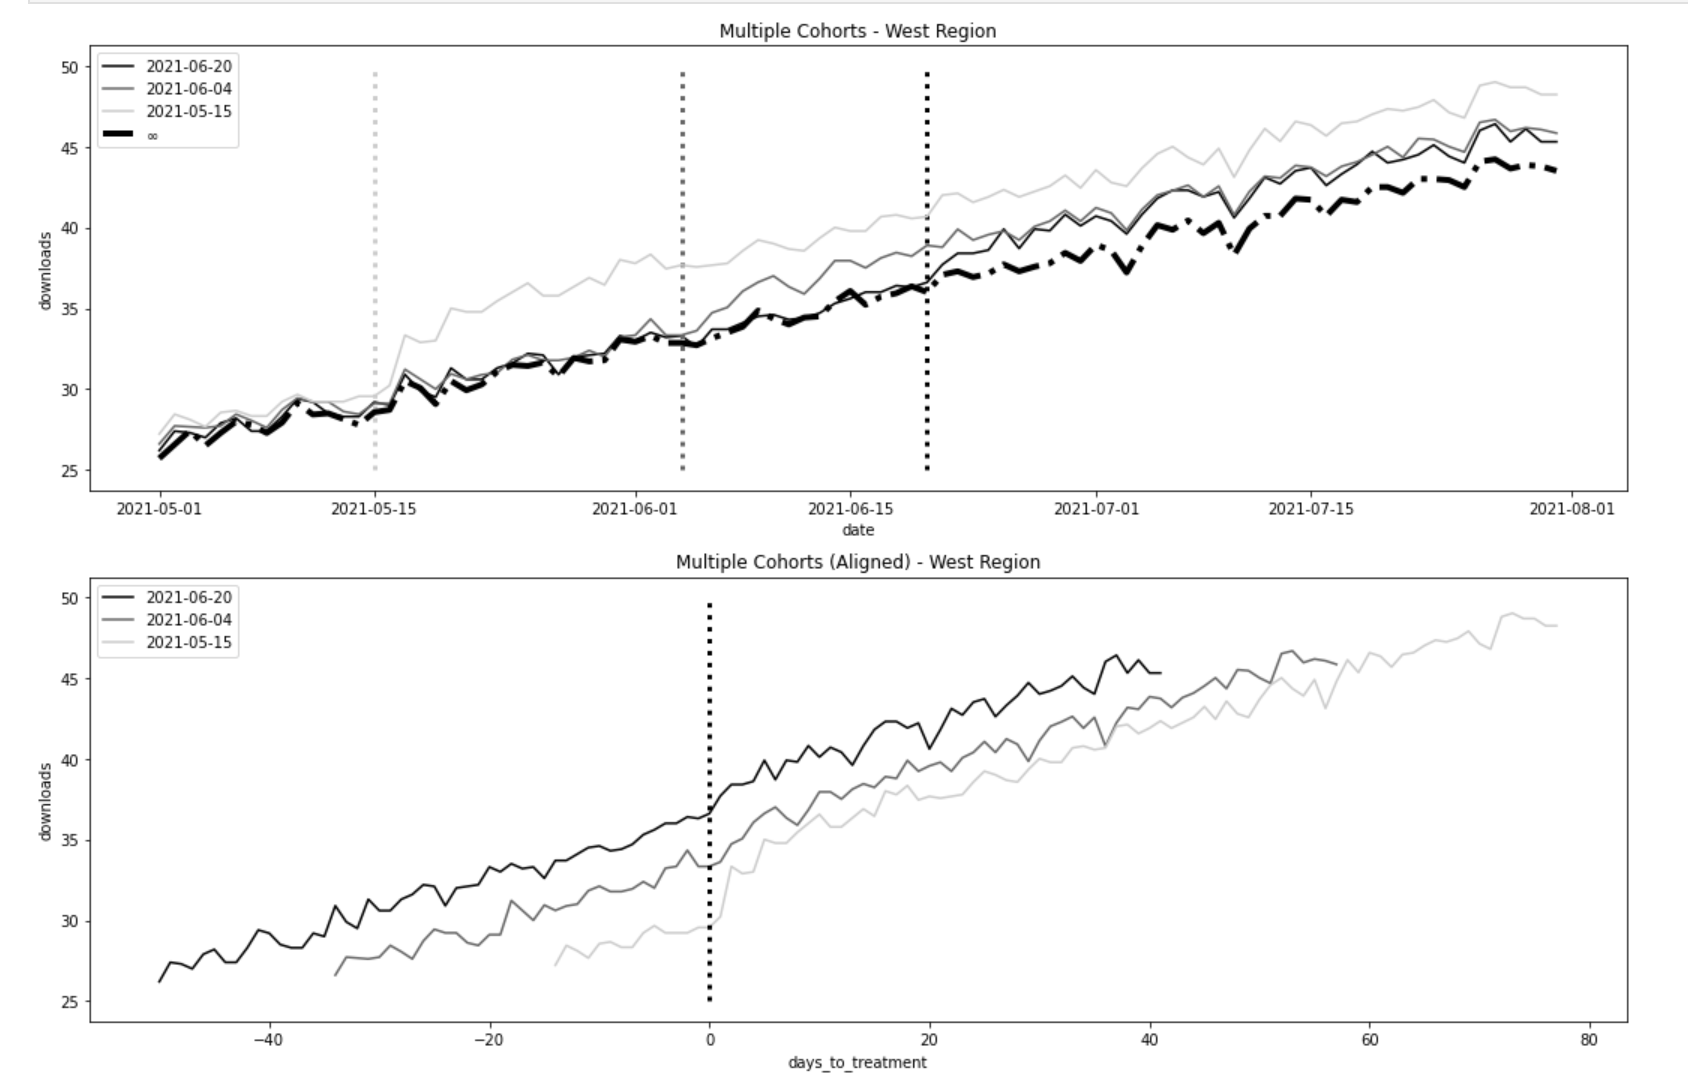 Multiple Cohorts - West Region
50
45
40
35
30
25
downloads
2021-06-20
2021-06-04
2021-05-15
∞
2021-05-01 2021-05-15 2021-06-01 2021-06-15 2021-07-01 2021-07-15 2021-08-01
date
Multiple Cohorts (Aligned) - West Region
50
45
40
35
30
25
downloads
2021-06-20
2021-06-04
2021-05-15
−40 −20 0 20 40 60 80
days_to_treatment